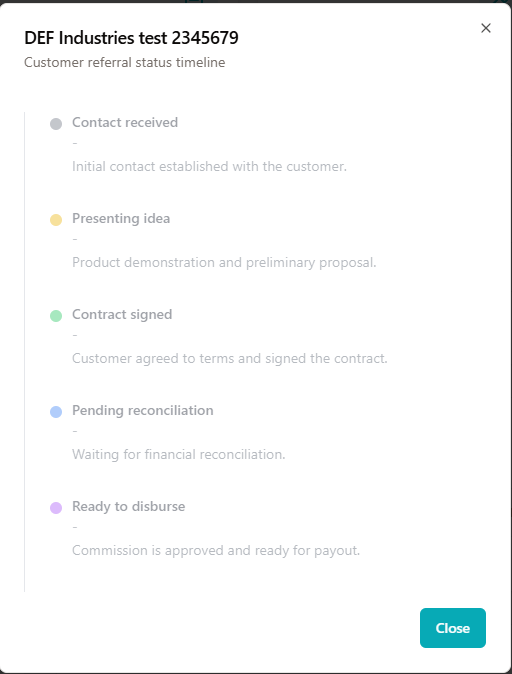 DEF Industries test 2345679
Customer referral status timeline
Contact received
-
Initial contact established with the customer.
Presenting idea
-
Product demonstration and preliminary proposal.
Contract signed
-
Customer agreed to terms and signed the contract.
Pending reconciliation
-
Waiting for financial reconciliation.
Ready to disburse
-
Commission is approved and ready for payout.
Close